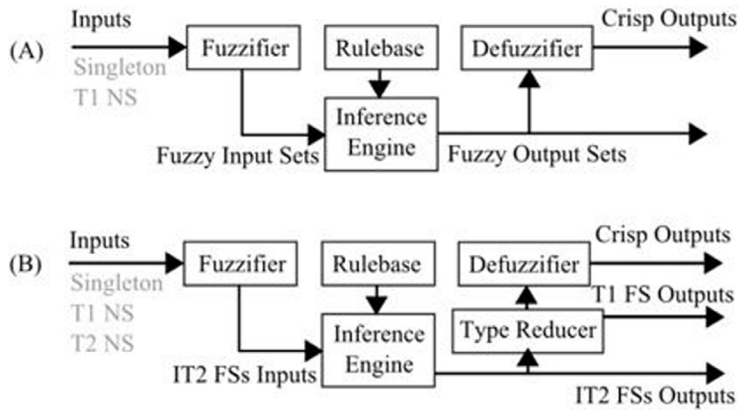 Inputs
Crisp Outputs
(A)
Fuzzifier
Rulebase
Defuzzifier
Singleton
T1 NS
Inference
Engine
Fuzzy Input Sets
Fuzzy Output Sets
Inputs
Crisp Outputs
(B)
Fuzzifier
Rulebase
Defuzzifier
Singleton
T1 FS Outputs
T1 NS
Inference
Engine
Type Reducer
T2 NS
IT2 FSs Inputs
IT2 FSs Outputs